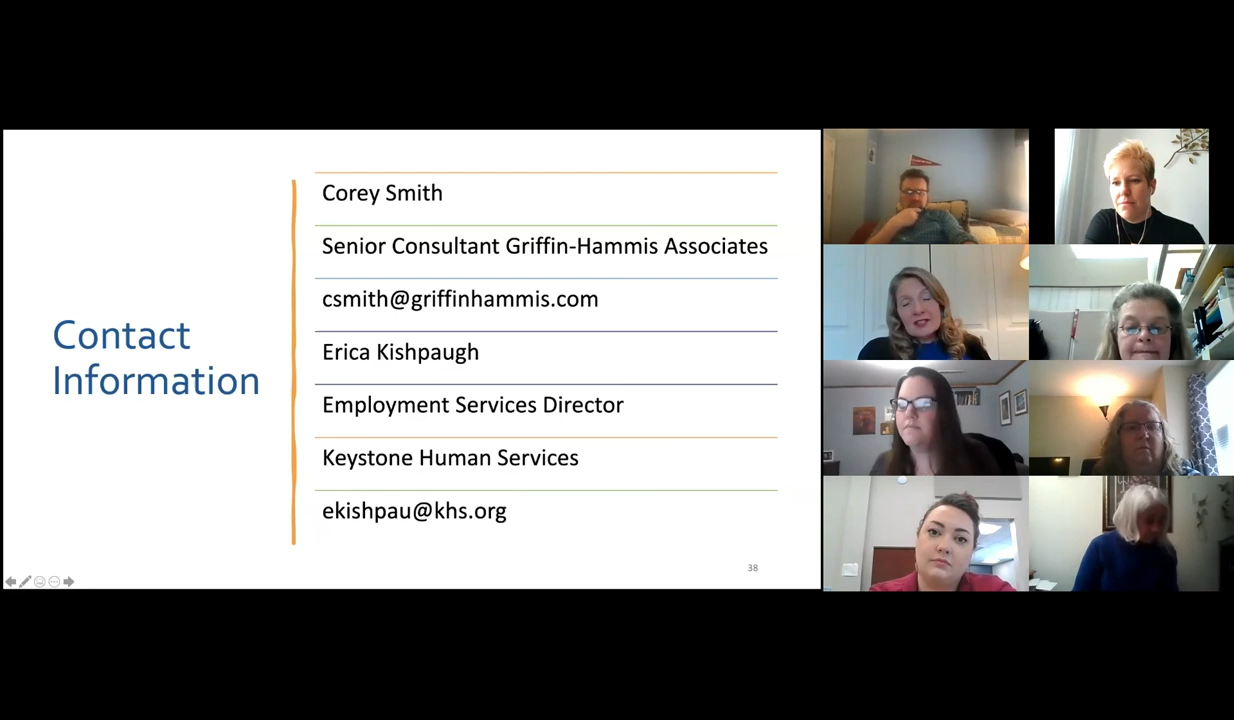 Contact
Information
Corey Smith
Senior Consultant Griffin-Hammis Associates
csmith@griffinhammis.com
Erica Kishpaugh
Employment Services Director
Keystone Human Services
ekishpau@khs.org
38